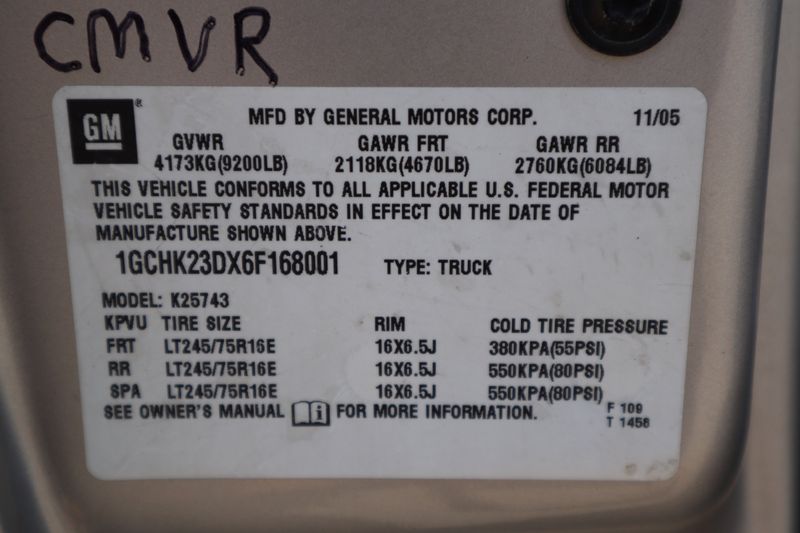 CMVR
GM ® MFD BY GENERAL MOTORS CORP. 11/05
GVWR GAWR FRT GAWR RR
4173KG(9200LB) 2118KG(4670LB) 2760KG(6084LB)
THIS VEHICLE CONFORMS TO ALL APPLICABLE U.S. FEDERAL MOTOR
VEHICLE SAFETY STANDARDS IN EFFECT ON THE DATE OF
MANUFACTURE SHOWN ABOVE.
1GCHK23DX6F168001 TYPE: TRUCK
MODEL: K25743
KPVU TIRE SIZE RIM COLD TIRE PRESSURE
FRT LT245/75R16E 16X6.5J 380KPA(55PSI)
RR LT245/75R16E 16X6.5J 550KPA(80PSI)
SPA LT245/75R16E 16X6.5J 550KPA(80PSI)
SEE OWNER'S MANUAL i FOR MORE INFORMATION. F 109
T 1458